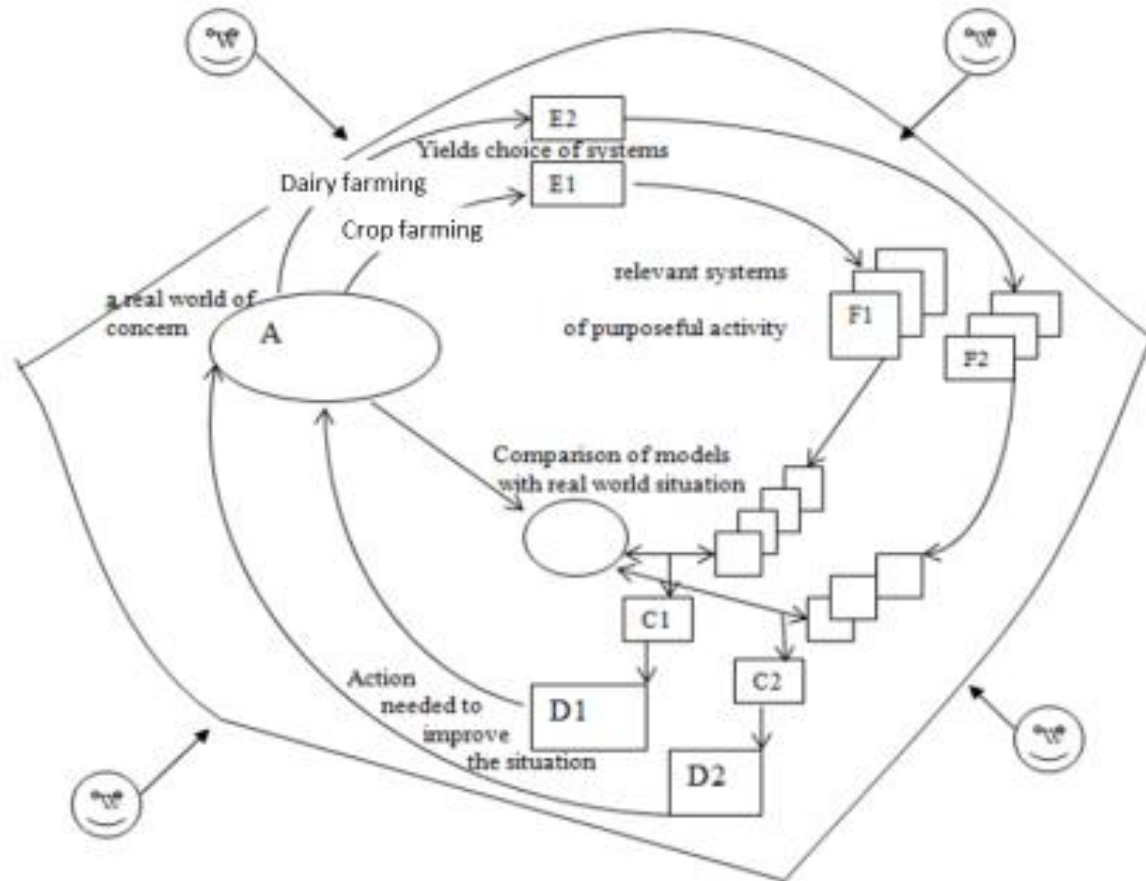 W
W
E2
Yields choice of systems
Dairy farming
E1
Crop farming
a real world of
concern
A
relevant systems
of purposeful activity
F1
F2
Comparison of models
with real world situation
C1
C2
Action
needed to
improve
the situation
D1
D2
W
W